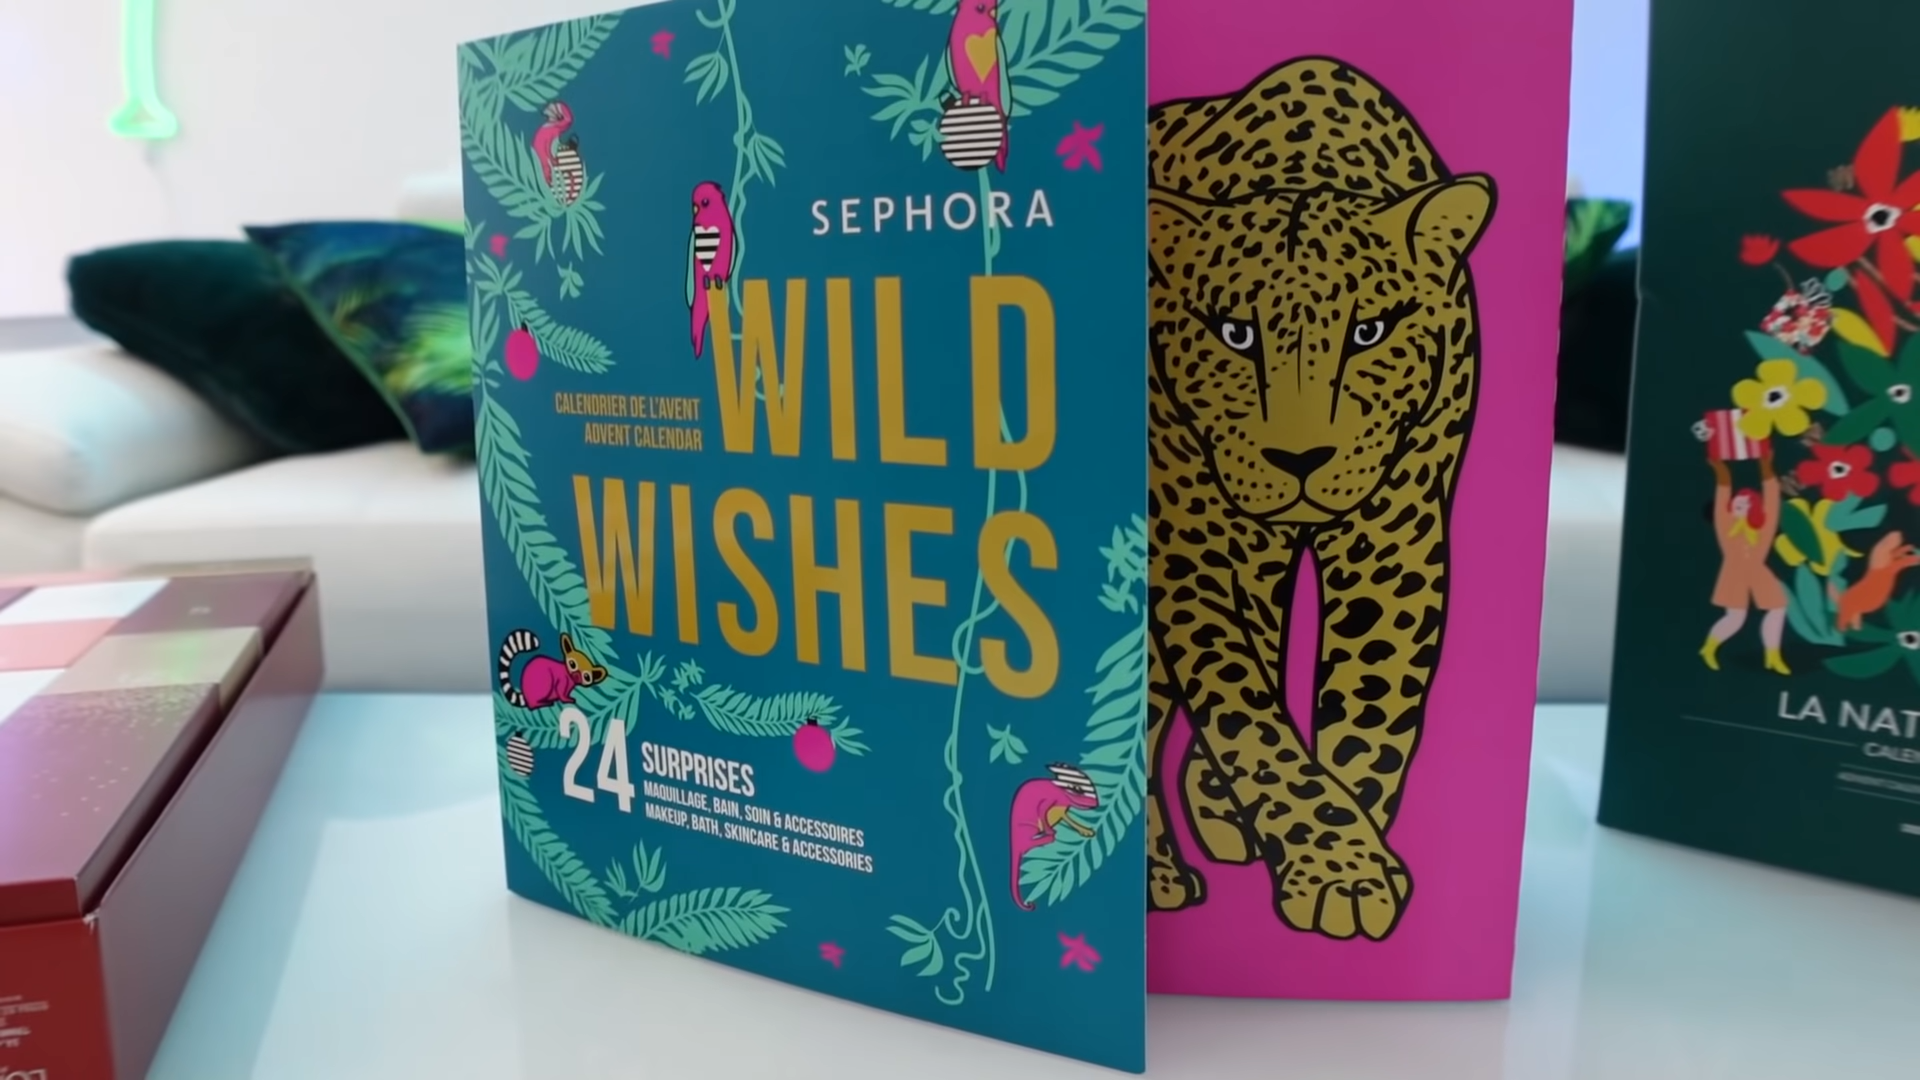 SEPHORA
WILD
CALENDRIER DE L'AVENT
ADVENT CALENDAR
WISHES
24 SURPRISES
MAQUILLAGE, BAIN, SOIN & ACCESSOIRES
MAKEUP, BATH, SKINCARE & ACCESSORIES
LA NAT